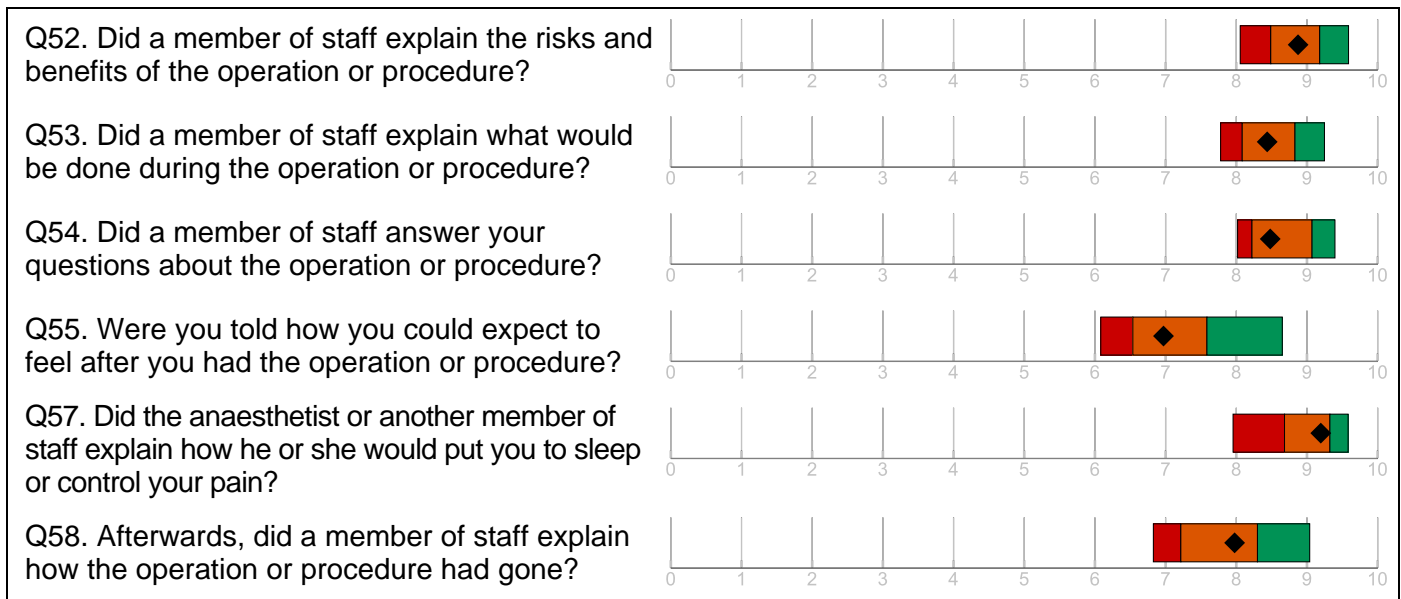 Q52. Did a member of staff explain the risks and
benefits of the operation or procedure?
0 1 2 3 4 5 6 7 8 9 10
Q53. Did a member of staff explain what would
be done during the operation or procedure?
0 1 2 3 4 5 6 7 8 9 10
Q54. Did a member of staff answer your
questions about the operation or procedure?
0 1 2 3 4 5 6 7 8 9 10
Q55. Were you told how you could expect to
feel after you had the operation or procedure?
0 1 2 3 4 5 6 7 8 9 10
Q57. Did the anaesthetist or another member of
staff explain how he or she would put you to sleep
or control your pain?
0 1 2 3 4 5 6 7 8 9 10
Q58. Afterwards, did a member of staff explain
how the operation or procedure had gone?
0 1 2 3 4 5 6 7 8 9 10